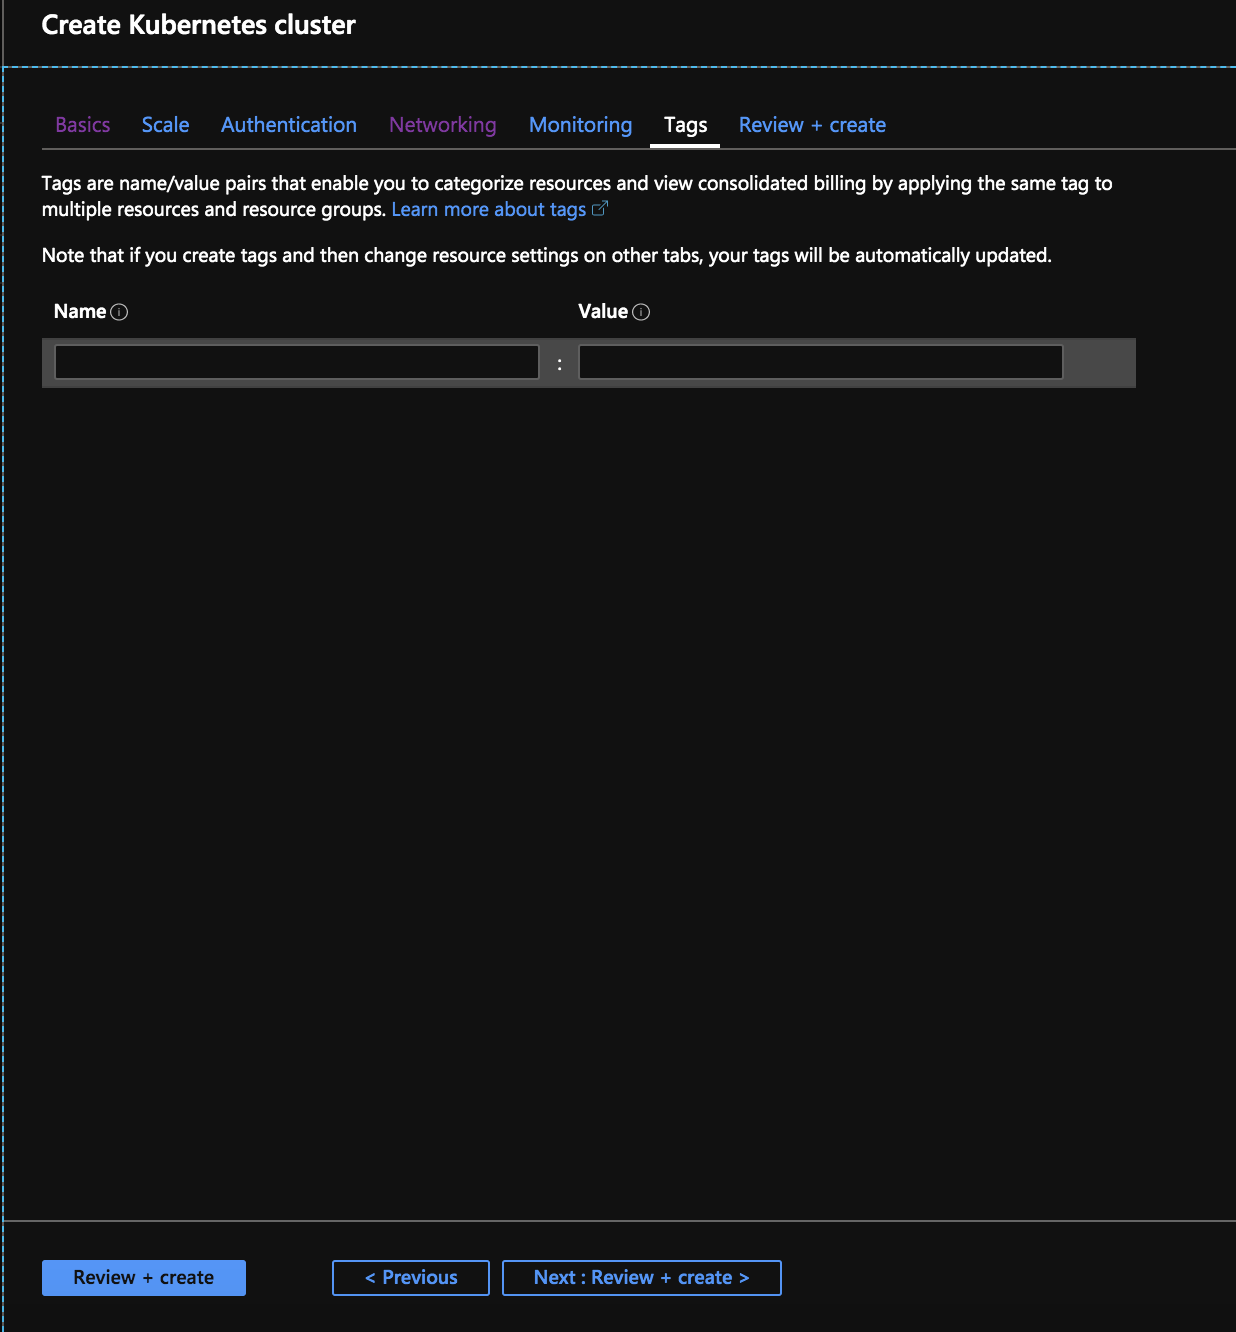 Create Kubernetes cluster
Basics Scale Authentication Networking Monitoring Tags Review + create
Tags are name/value pairs that enable you to categorize resources and view consolidated billing by applying the same tag to
multiple resources and resource groups. Learn more about tags
Note that if you create tags and then change resource settings on other tabs, your tags will be automatically updated.
Name Value
:
Review + create < Previous Next : Review + create >